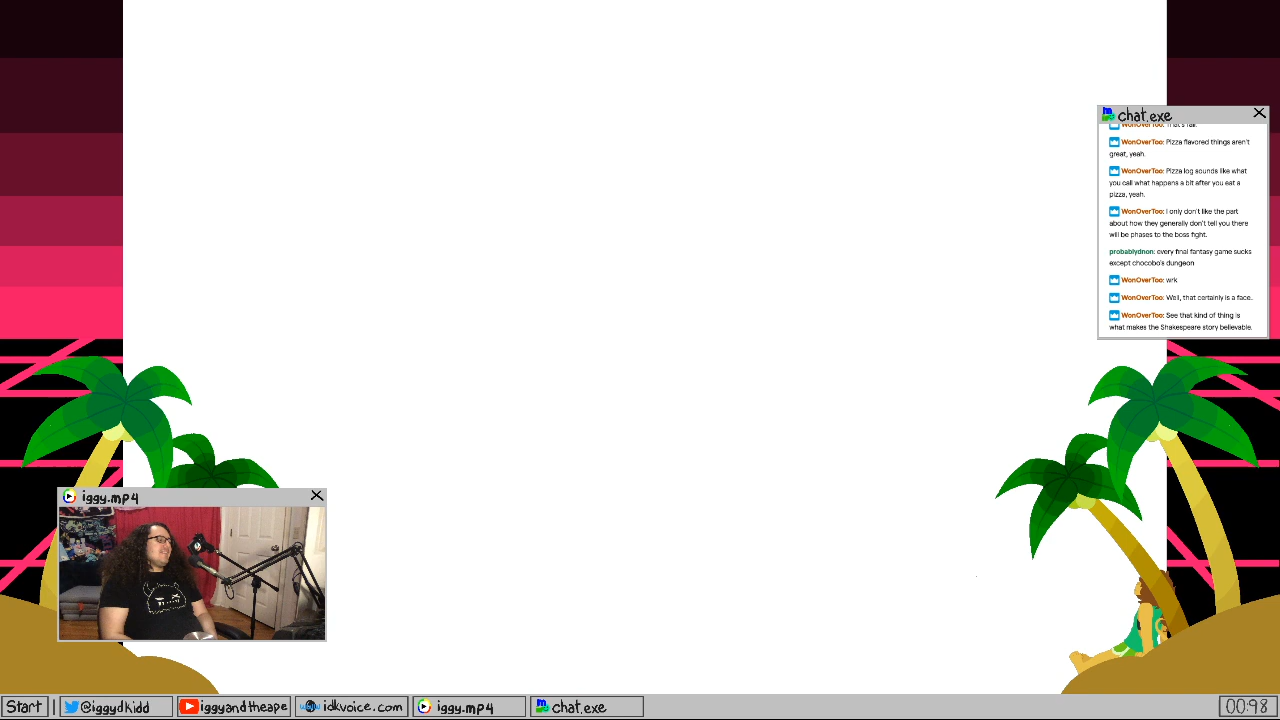 chat.exe
WonOverToo: That's fair.
WonOverToo: Pizza flavored things aren't
great, yeah.
WonOverToo: Pizza log sounds like what
you call what happens a bit after you eat a
pizza, yeah.
WonOverToo: I only don't like the part
about how they generally don't tell you there
will be phases to the boss fight.
probablydnon: every final fantasy game sucks
except chocobo's dungeon
WonOverToo: wrk
WonOverToo: Well, that certainly is a face.
WonOverToo: See that kind of thing is
what makes the Shakespeare story believable.
iggy.mp4
Start
@iggydkidd
iggyandtheape
www idkvoice.com
iggy.mp4
chat.exe
00:98